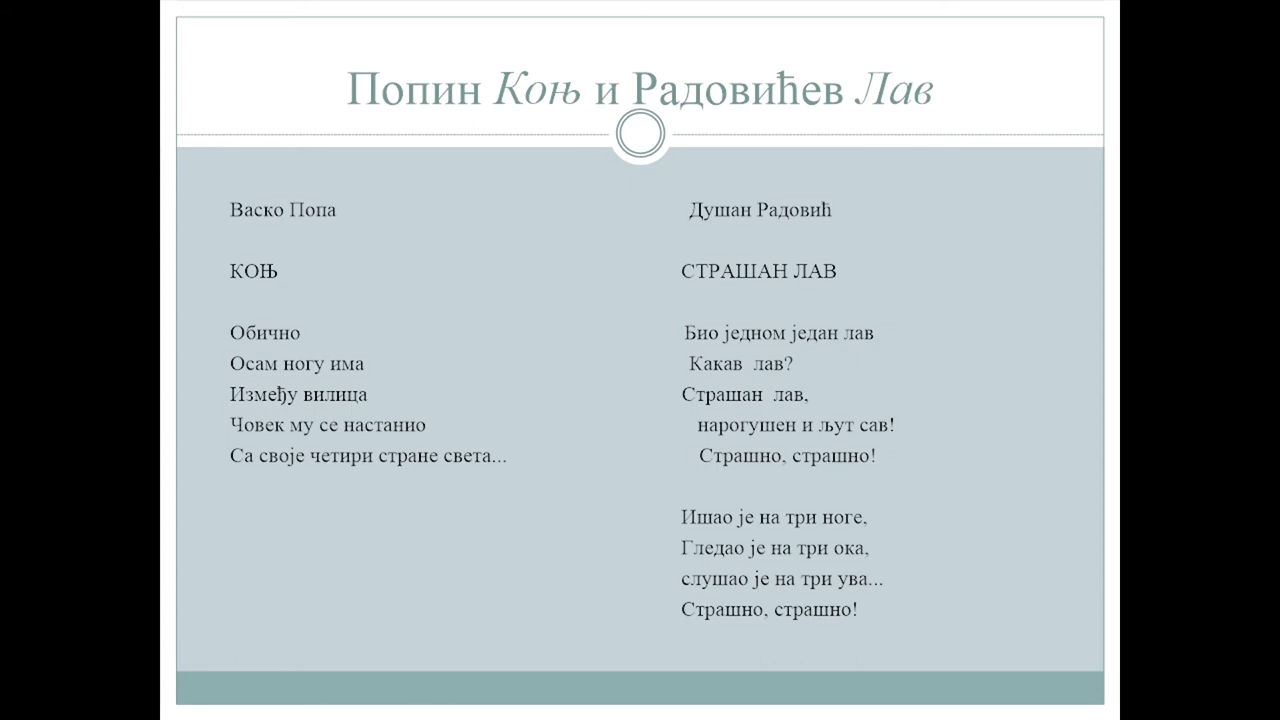 Попин Коњ и Радовићев Лав
Васко Попа
КОЊ
Обично
Осам ногу има
Између вилица
Човек му се настанио
Са своје четири стране света...
Душан Радовић
СТРАШАН ЛАВ
Био једном један лав
Какав лав?
Страшан лав,
нарогушен и љут сав!
Страшно, страшно!
Ишао је на три ноге,
Гледао је на три ока,
слушао је на три ува...
Страшно, страшно!